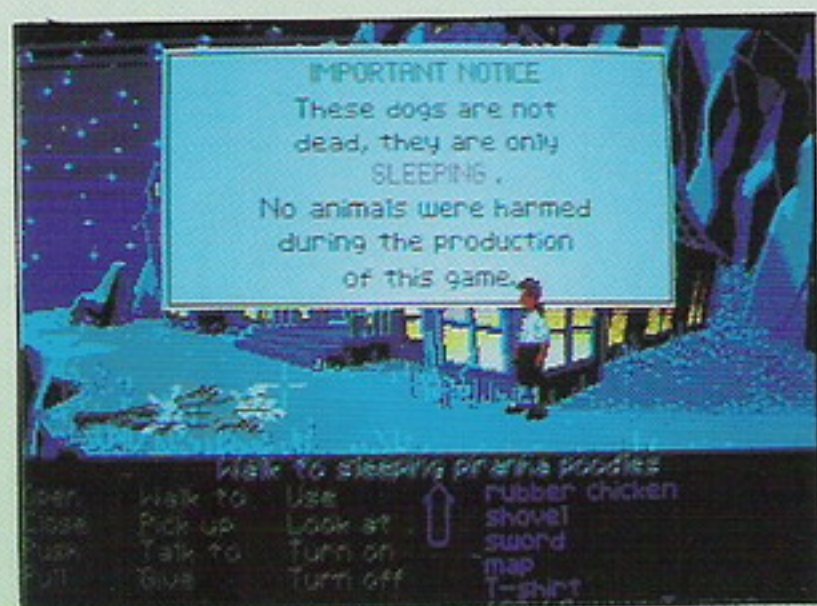 IMPORTANT NOTICE
These dogs are not
dead, they are only
SLEEPING.
No animals were harmed
during the production
of this game.
Walk to sleeping piranha poodles
Open Walk to Use rubber chicken
Close Pick up Look at shovel
Push Talk to Turn on sword
Pull Give Turn off map
T-shirt